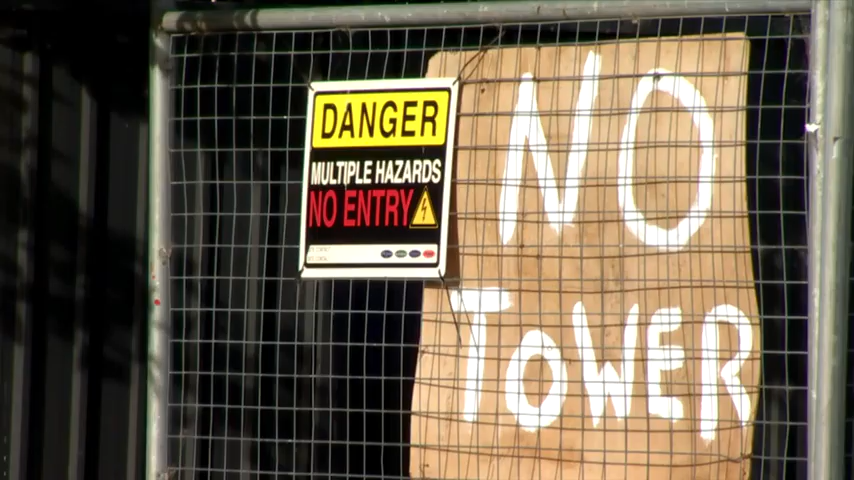 DANGER
MULTIPLE HAZARDS
NO ENTRY
NO
TOWER